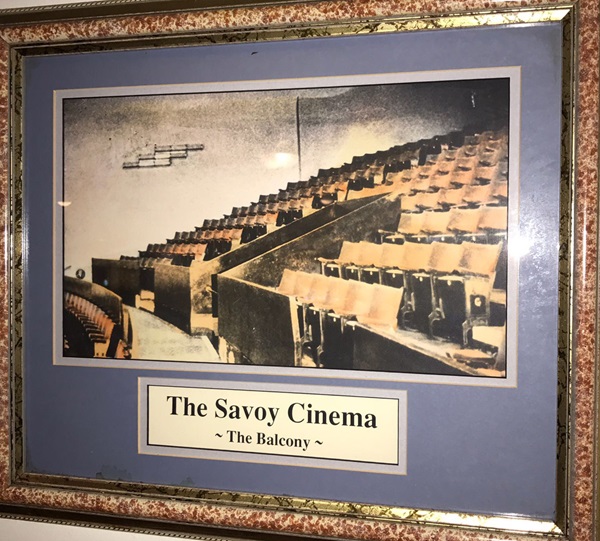 The Savoy Cinema
~ The Balcony ~